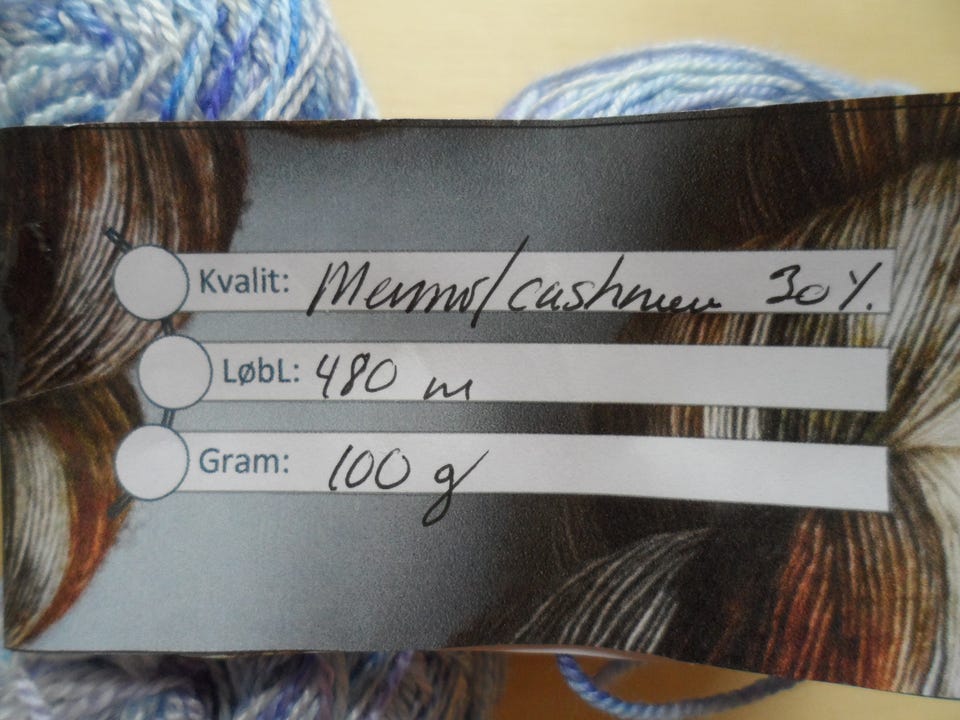 Kvalit: Merino/cashmere 30%
LøbL: 480 m
Gram: 100 g